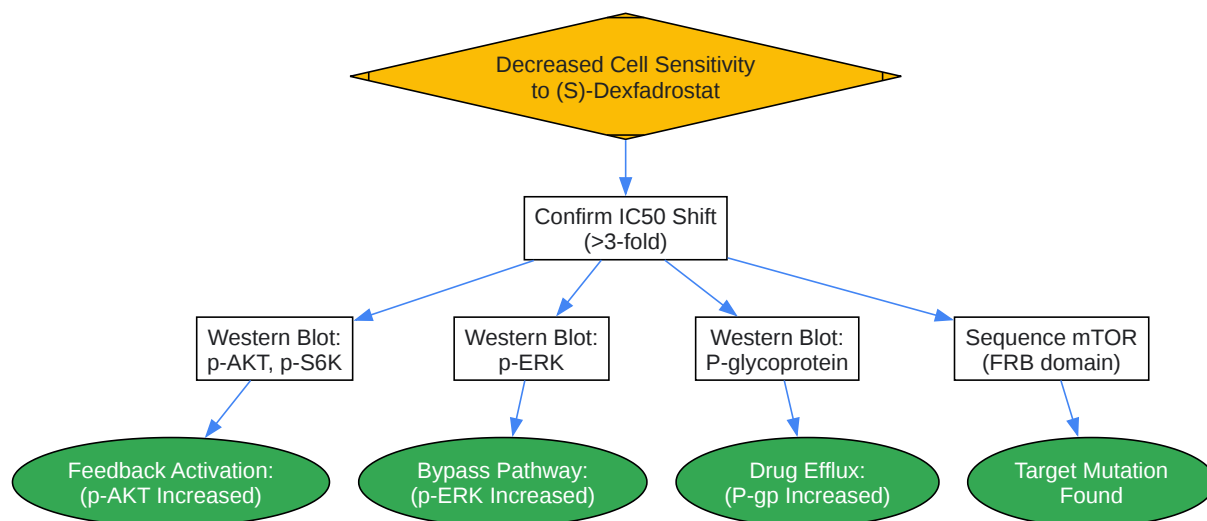 Decreased Cell Sensitivity
to (S)-Dexfadrostat
Confirm IC50 Shift
(>3-fold)
Western Blot:
p-AKT, p-S6K
Western Blot:
p-ERK
Western Blot:
P-glycoprotein
Sequence mTOR
(FRB domain)
Feedback Activation:
(p-AKT Increased)
Bypass Pathway:
(p-ERK Increased)
Drug Efflux:
(P-gp Increased)
Target Mutation
Found